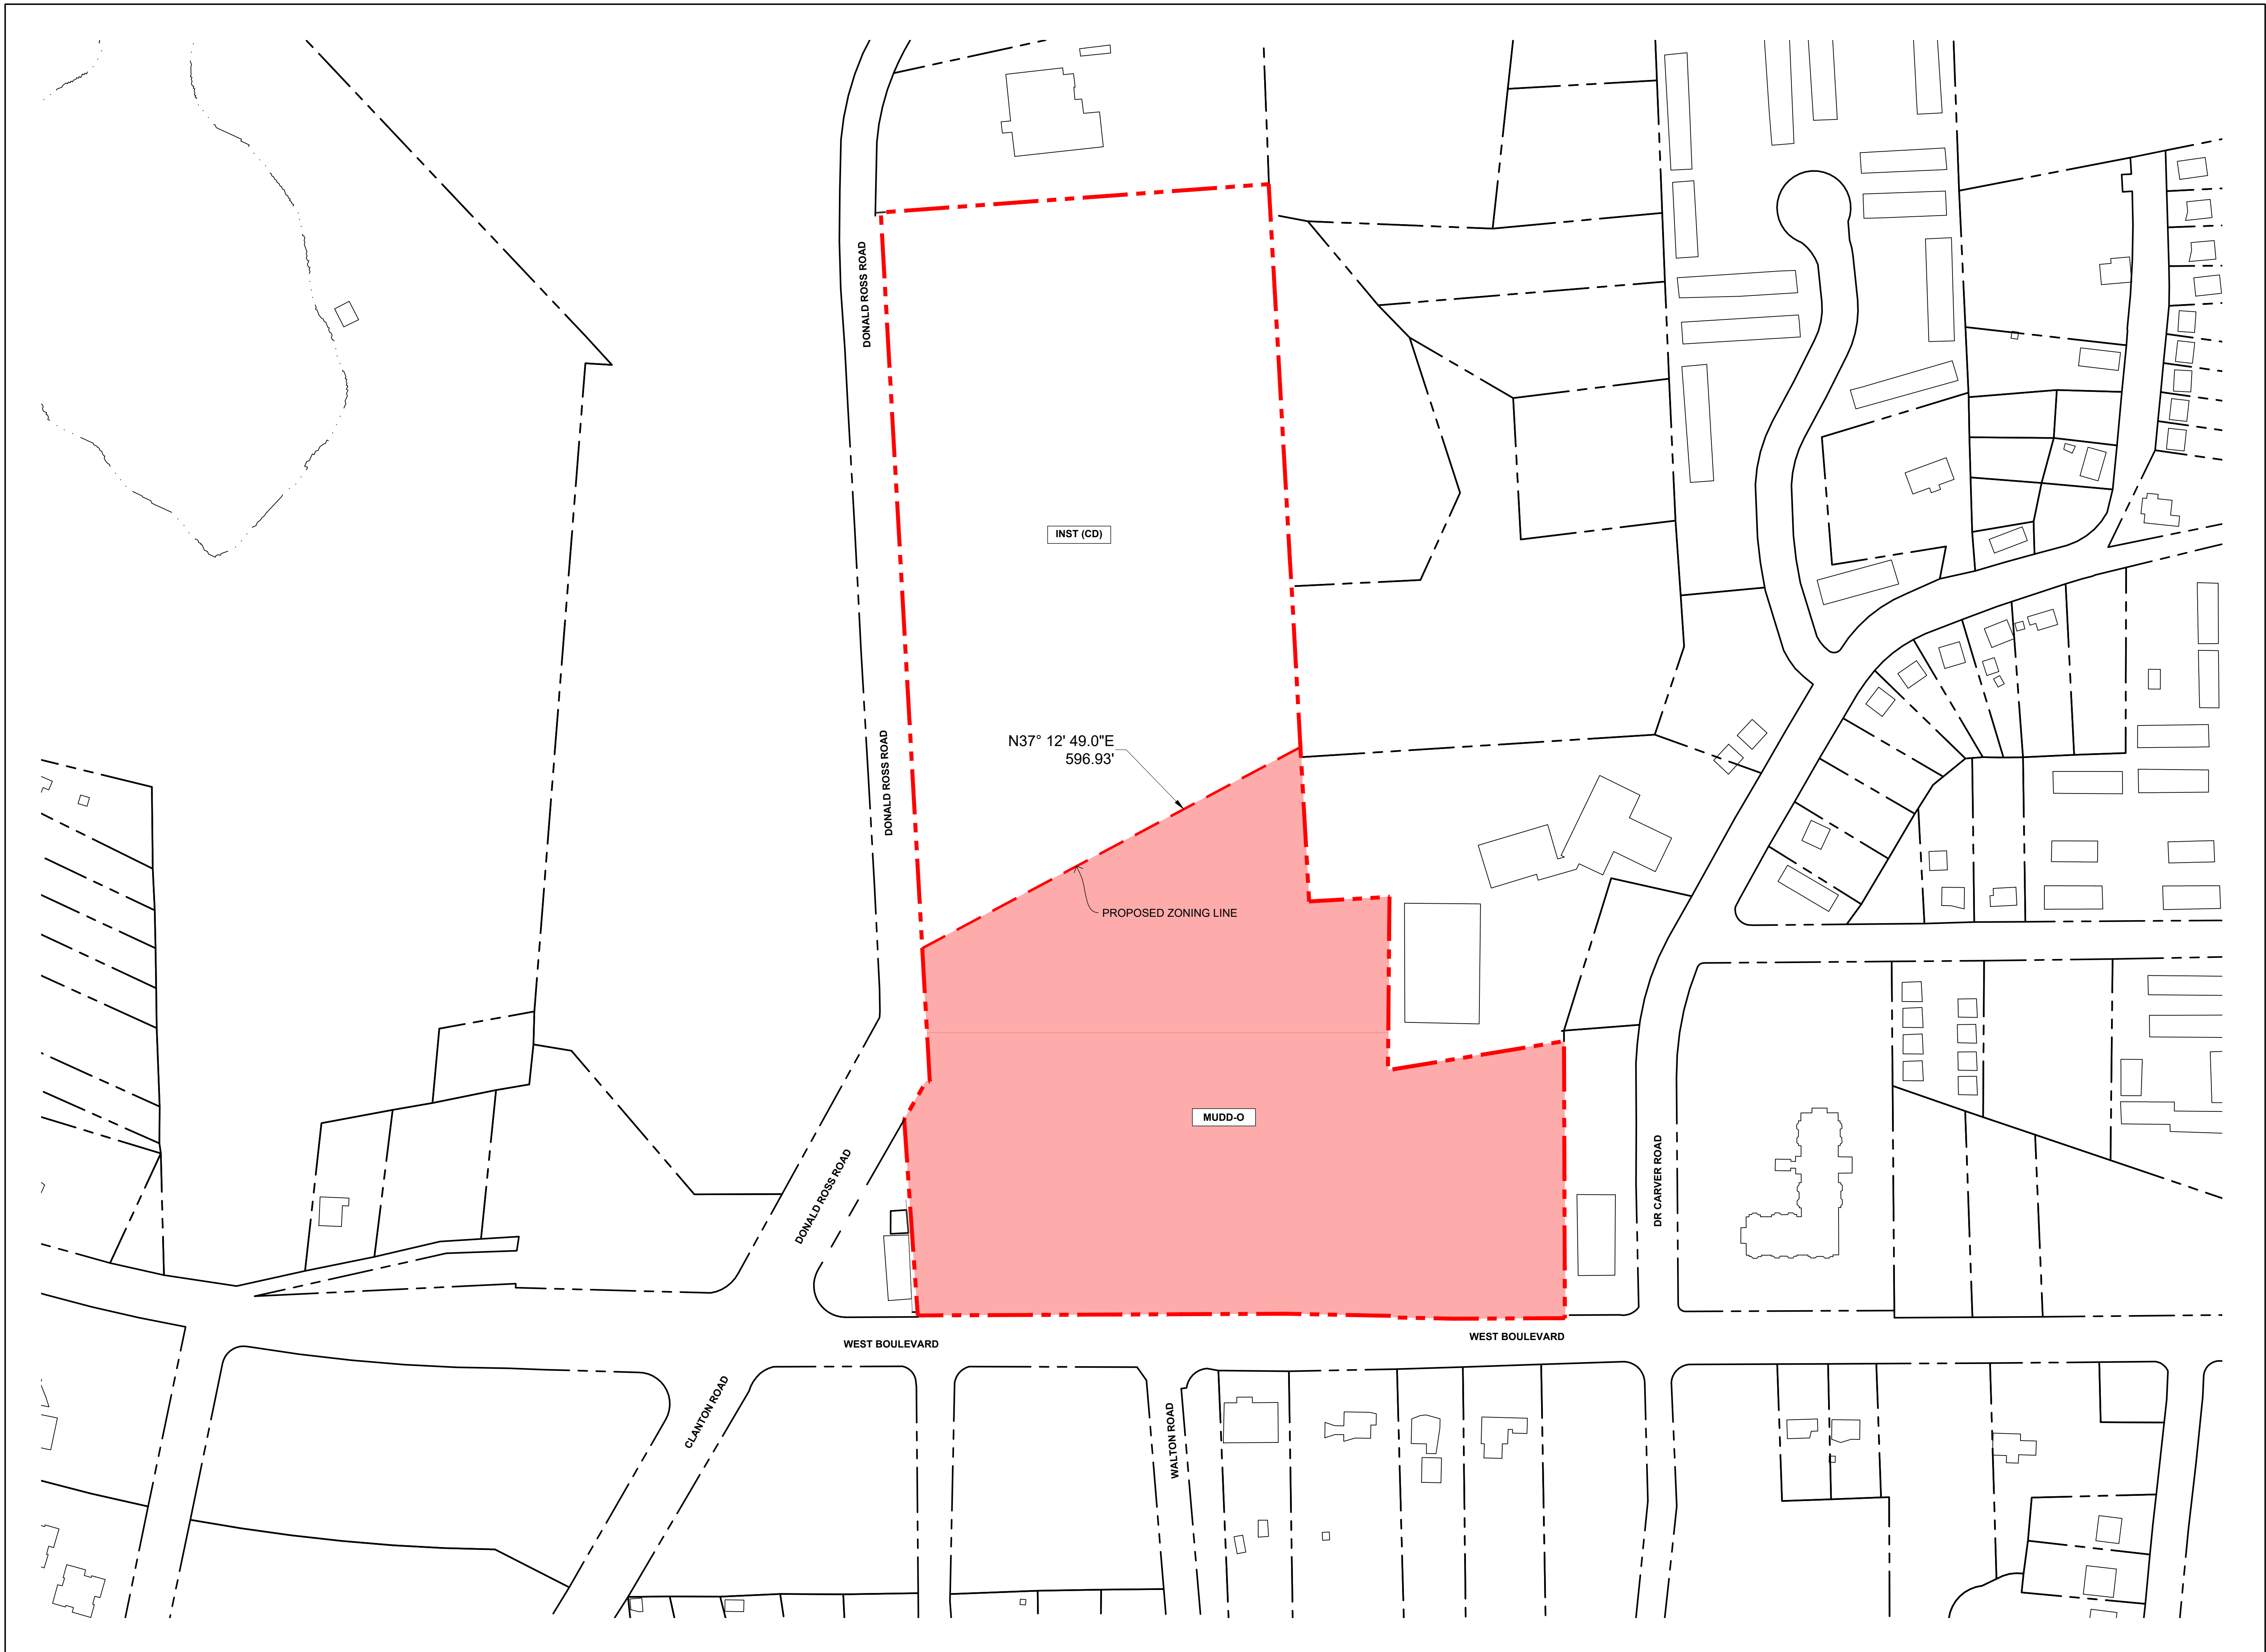 DONALD ROSS ROAD
INST (CD)
N37° 12' 49.0"E
596.93'
DONALD ROSS ROAD
PROPOSED ZONING LINE
MUDD-O
DONALD ROSS ROAD
DR CARVER ROAD
WEST BOULEVARD
WEST BOULEVARD
CLANTON ROAD
WALTON ROAD